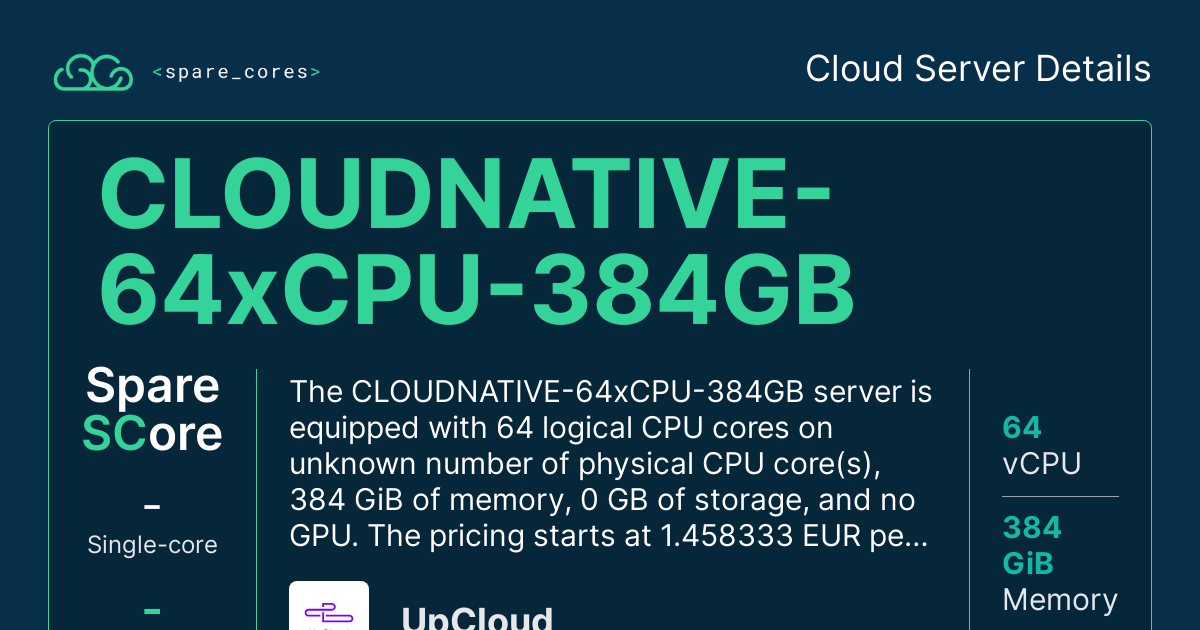 <spare_cores>
Cloud Server Details
CLOUDNATIVE-
64xCPU-384GB
Spare
SCore
-
Single-core
-
The CLOUDNATIVE-64xCPU-384GB server is
equipped with 64 logical CPU cores on
unknown number of physical CPU core(s),
384 GiB of memory, 0 GB of storage, and no
GPU. The pricing starts at 1.458333 EUR pe...
UpCloud
64
vCPU
384
GiB
Memory